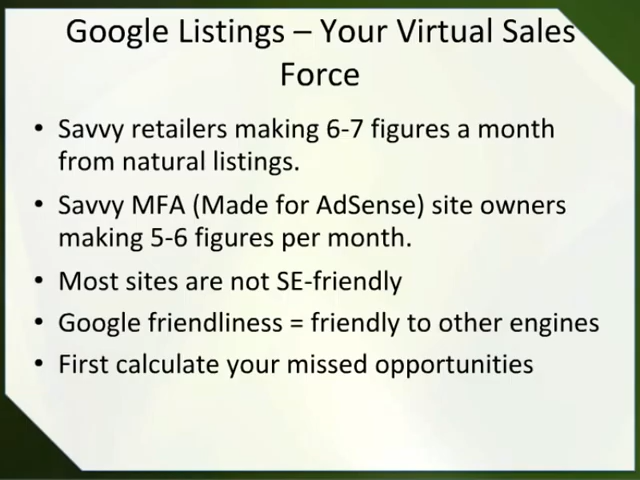 Google Listings – Your Virtual Sales
Force
• Savvy retailers making 6-7 figures a month
from natural listings.
• Savvy MFA (Made for AdSense) site owners
making 5-6 figures per month.
• Most sites are not SE-friendly
• Google friendliness = friendly to other engines
• First calculate your missed opportunities